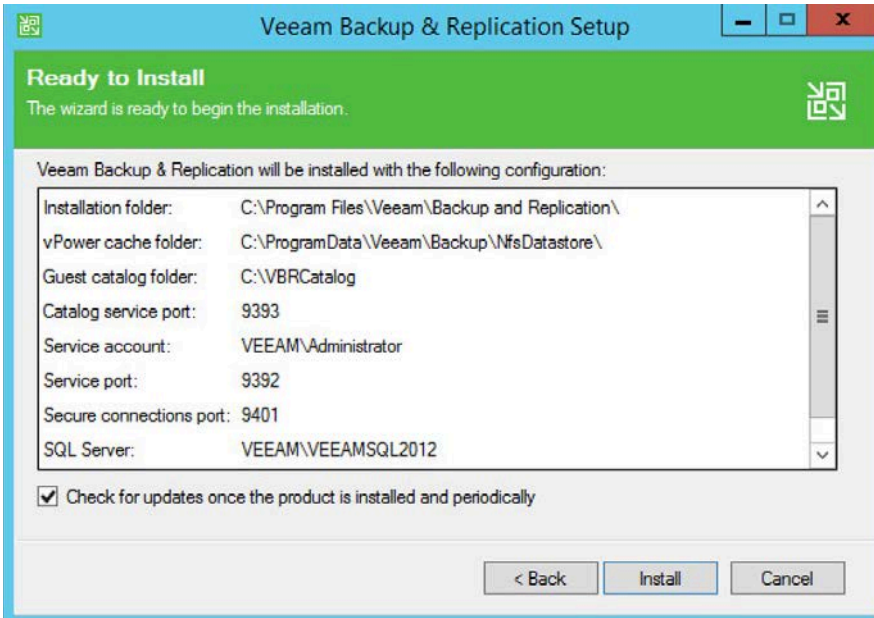 Veeam Backup & Replication Setup
Ready to Install
The wizard is ready to begin the installation.
Veeam Backup & Replication will be installed with the following configuration:
Installation folder: C:\Program Files\Veeam\Backup and Replication\
vPower cache folder: C:\ProgramData\Veeam\Backup\NfsDatastore\
Guest catalog folder: C:\VBRCatalog
Catalog service port: 9393
Service account: VEEAM\Administrator
Service port: 9392
Secure connections port: 9401
SQL Server: VEEAM\VEEAMSQL2012
Check for updates once the product is installed and periodically
< Back Install Cancel